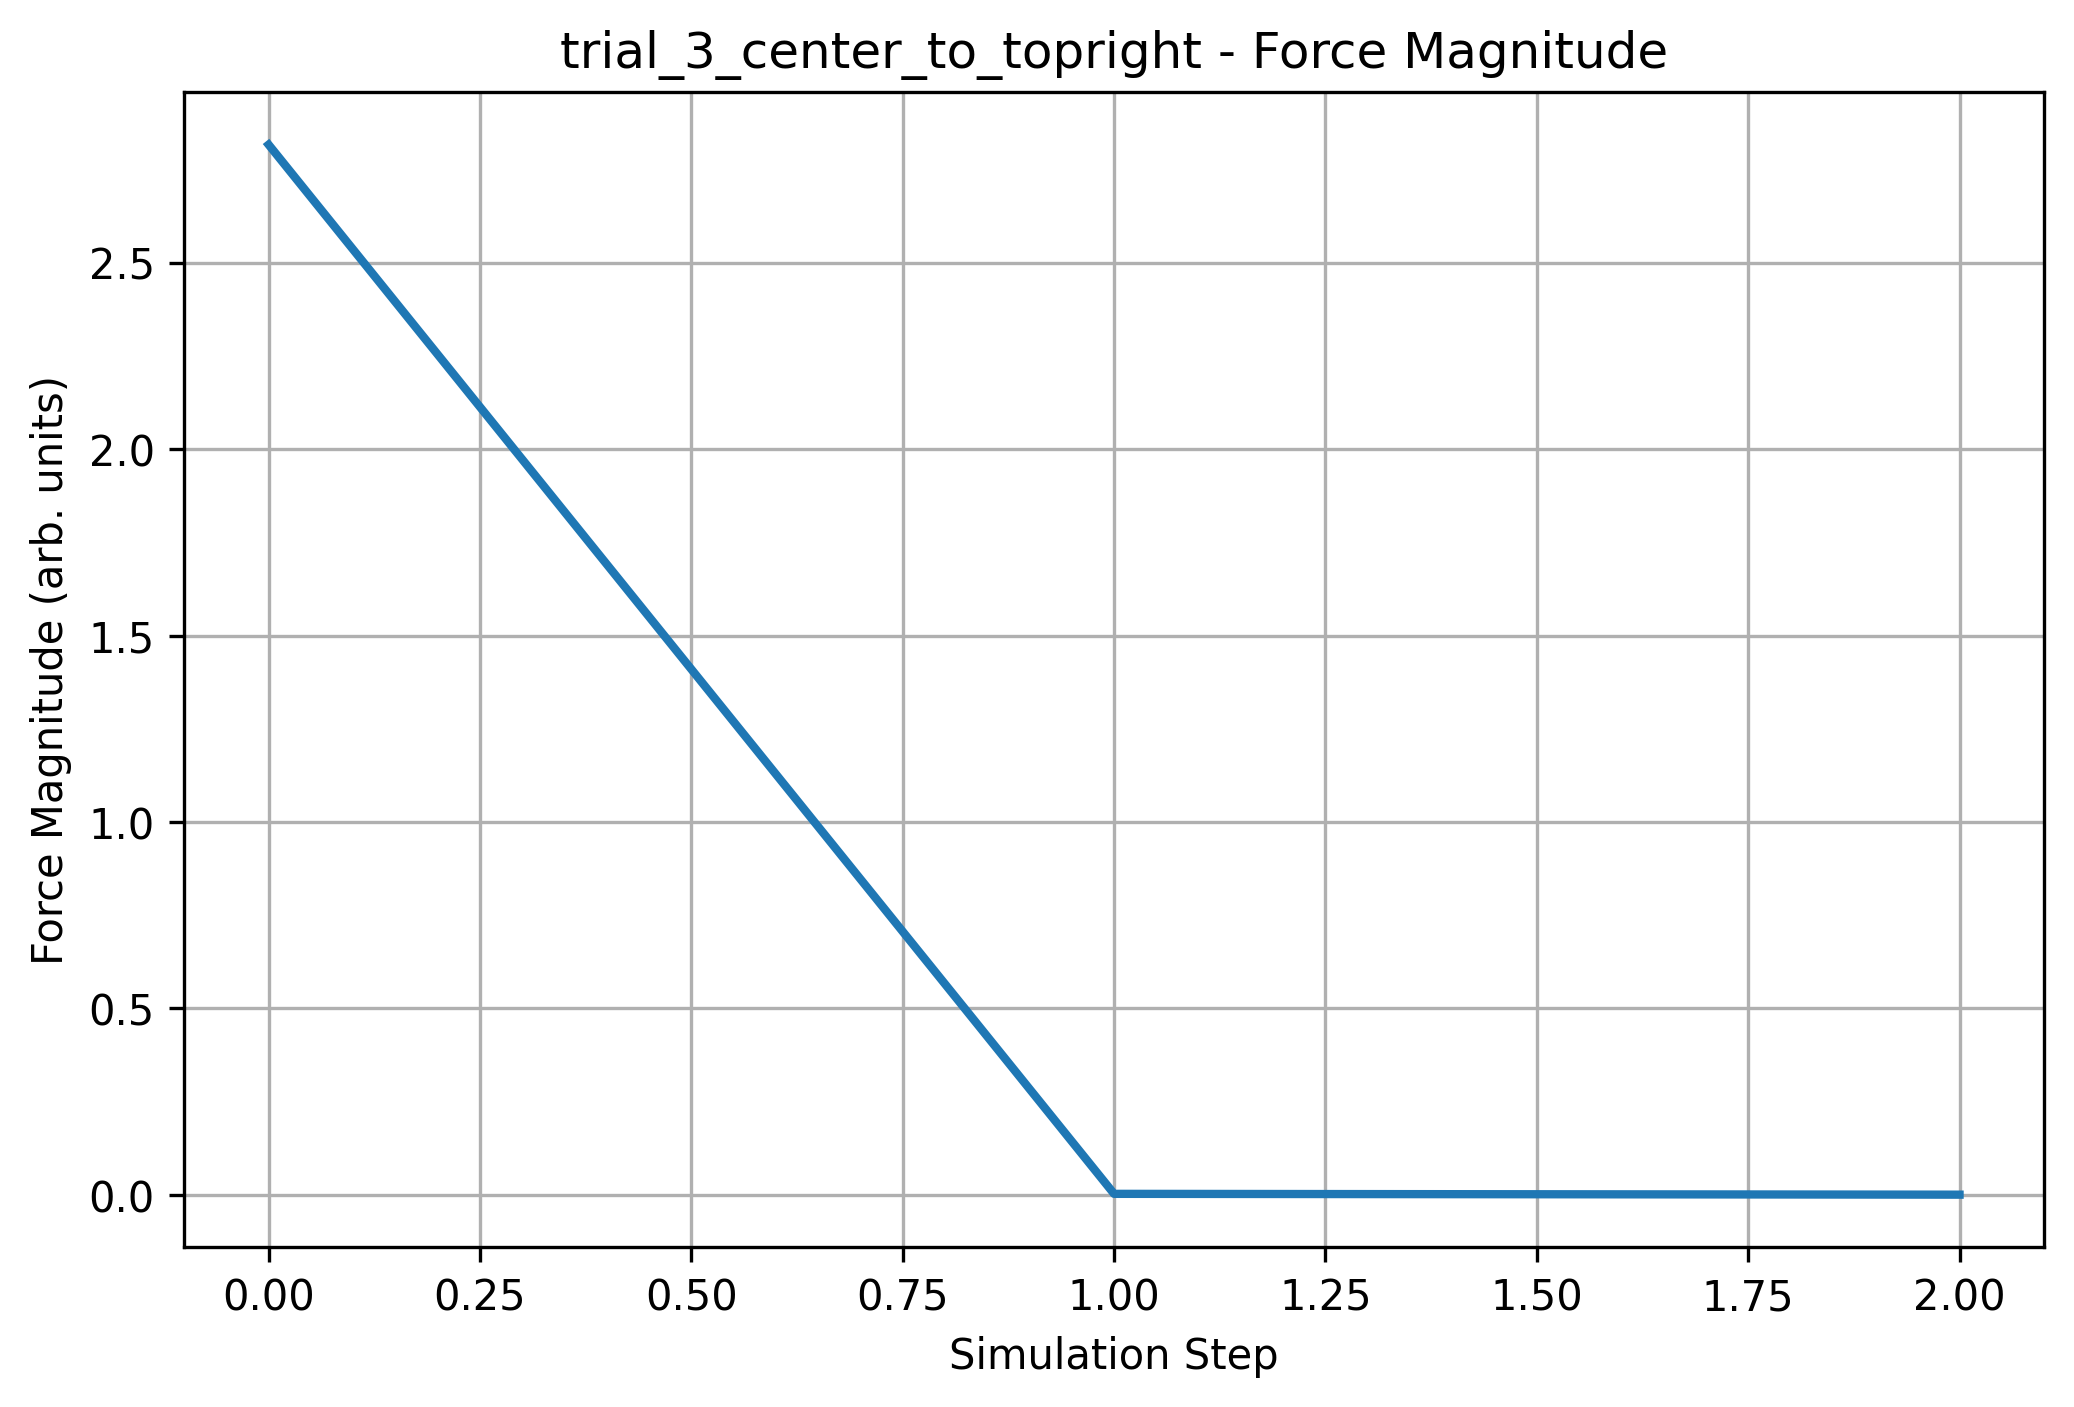 trial_3_center_to_topright - Force Magnitude
Force Magnitude (arb. units)
2.5
2.0
1.5
1.0
0.5
0.0
0.00 0.25 0.50 0.75 1.00 1.25 1.50 1.75 2.00
Simulation Step